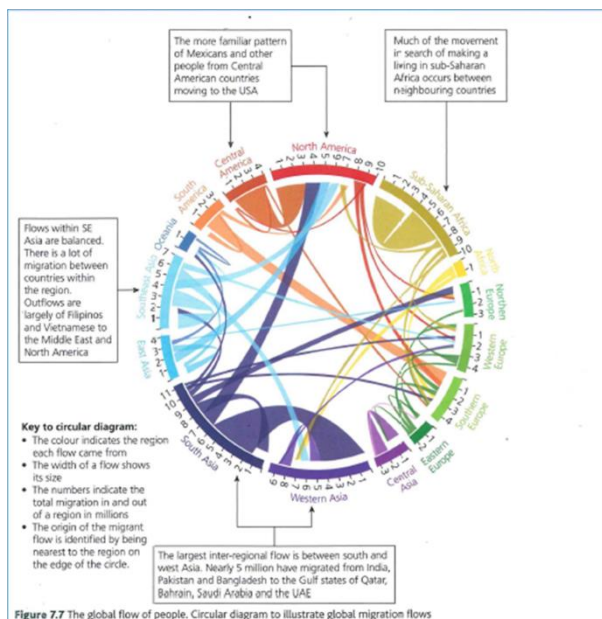 The more familiar pattern
of Mexicans and other
people from Central
American countries
moving to the USA
Much of the movement
in search of making a
living in sub-Saharan
Africa occurs between
neighbouring countries
North America
Central
America
South
America
Oceania
Southeast Asia
East Asia
South Asia
Western Asia
Central
Asia
Eastern
Europe
Southern
Europe
Western
Europe
Northern
Europe
North
Africa
Sub-Saharan Africa
Flows within SE
Asia are balanced.
There is a lot of
migration between
countries within
the region.
Outflows are
largely of Filipinos
and Vietnamese to
the Middle East and
North America
Key to circular diagram:
• The colour indicates the region
each flow came from
• The width of a flow shows
its size
• The numbers indicate the
total migration in and out
of a region in millions
• The origin of the migrant
flow is identified by being
nearest to the region on
the edge of the circle.
The largest inter-regional flow is between south and
west Asia. Nearly 5 million have migrated from India,
Pakistan and Bangladesh to the Gulf states of Qatar,
Bahrain, Saudi Arabia and the UAE
Figure 7.7 The global flow of people. Circular diagram to illustrate global migration flows